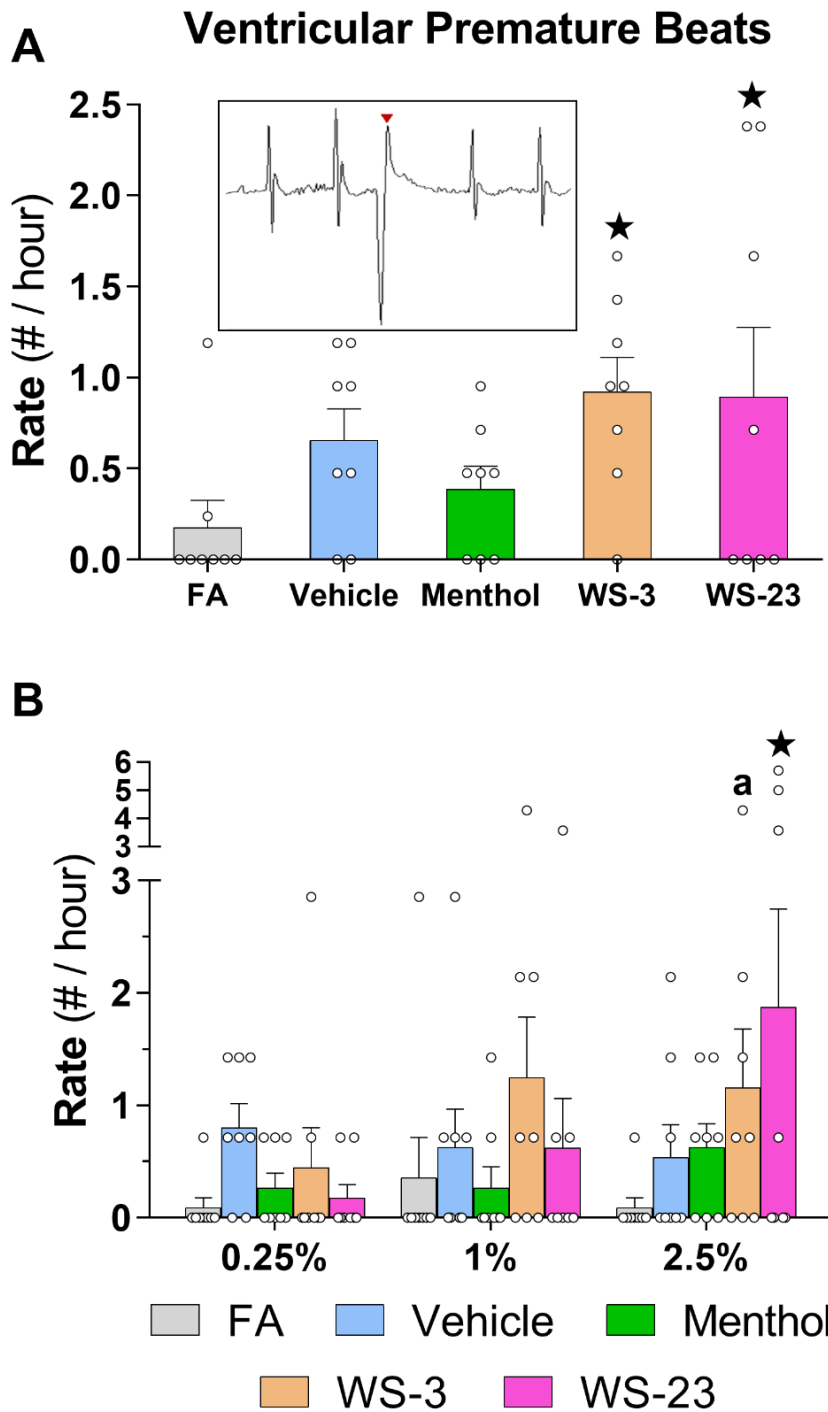 Ventricular Premature Beats
A
2.5
2.0
1.5
1.0
0.5
0.0
Rate (# / hour)
★
★
FA Vehicle Menthol WS-3 WS-23
B
6
5
4
3
3
2
1
0
Rate (# / hour)
a
★
0.25% 1% 2.5%
FA Vehicle Menthol
WS-3 WS-23